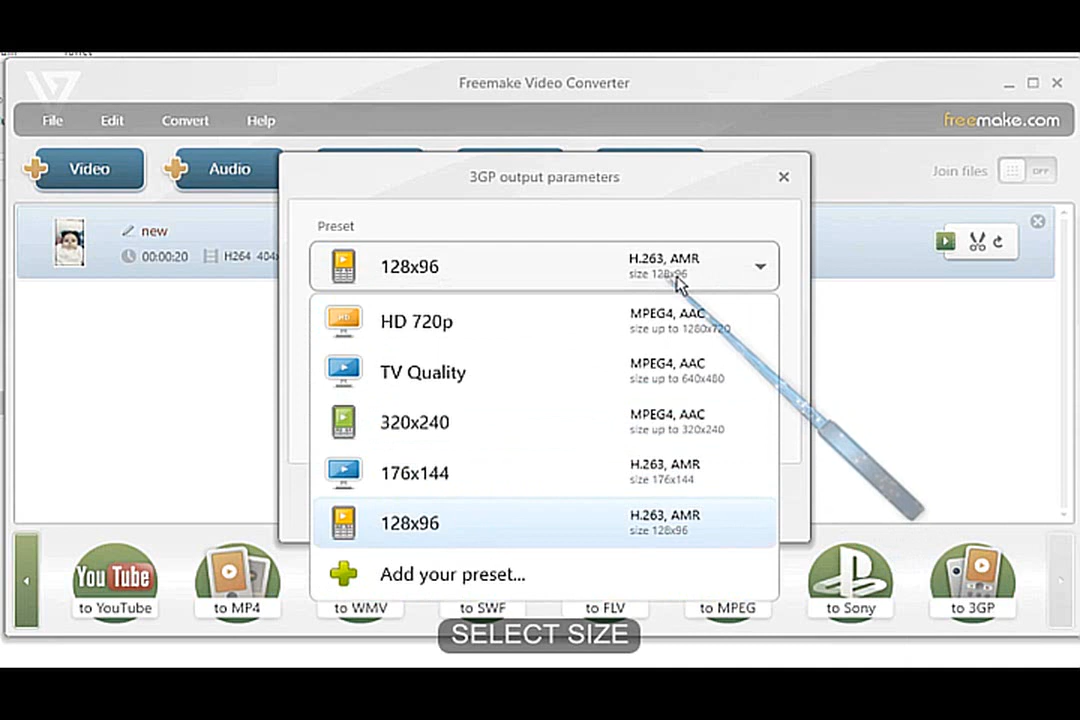 Freemake Video Converter
File Edit Convert Help
freemake.com
Video Audio
Join files OFF
3GP output parameters
new
00:00:20 H264 404x
Preset
128x96 H.263, AMR
size 128x96
HD 720p MPEG4, AAC
size up to 1280x720
TV Quality MPEG4, AAC
size up to 640x480
320x240 MPEG4, AAC
size up to 320x240
176x144 H.263, AMR
size 176x144
128x96 H.263, AMR
size 128x96
Add your preset...
You Tube
to YouTube to MP4 to WMV to SWF to FLV to MPEG to Sony to 3GP
SELECT SIZE